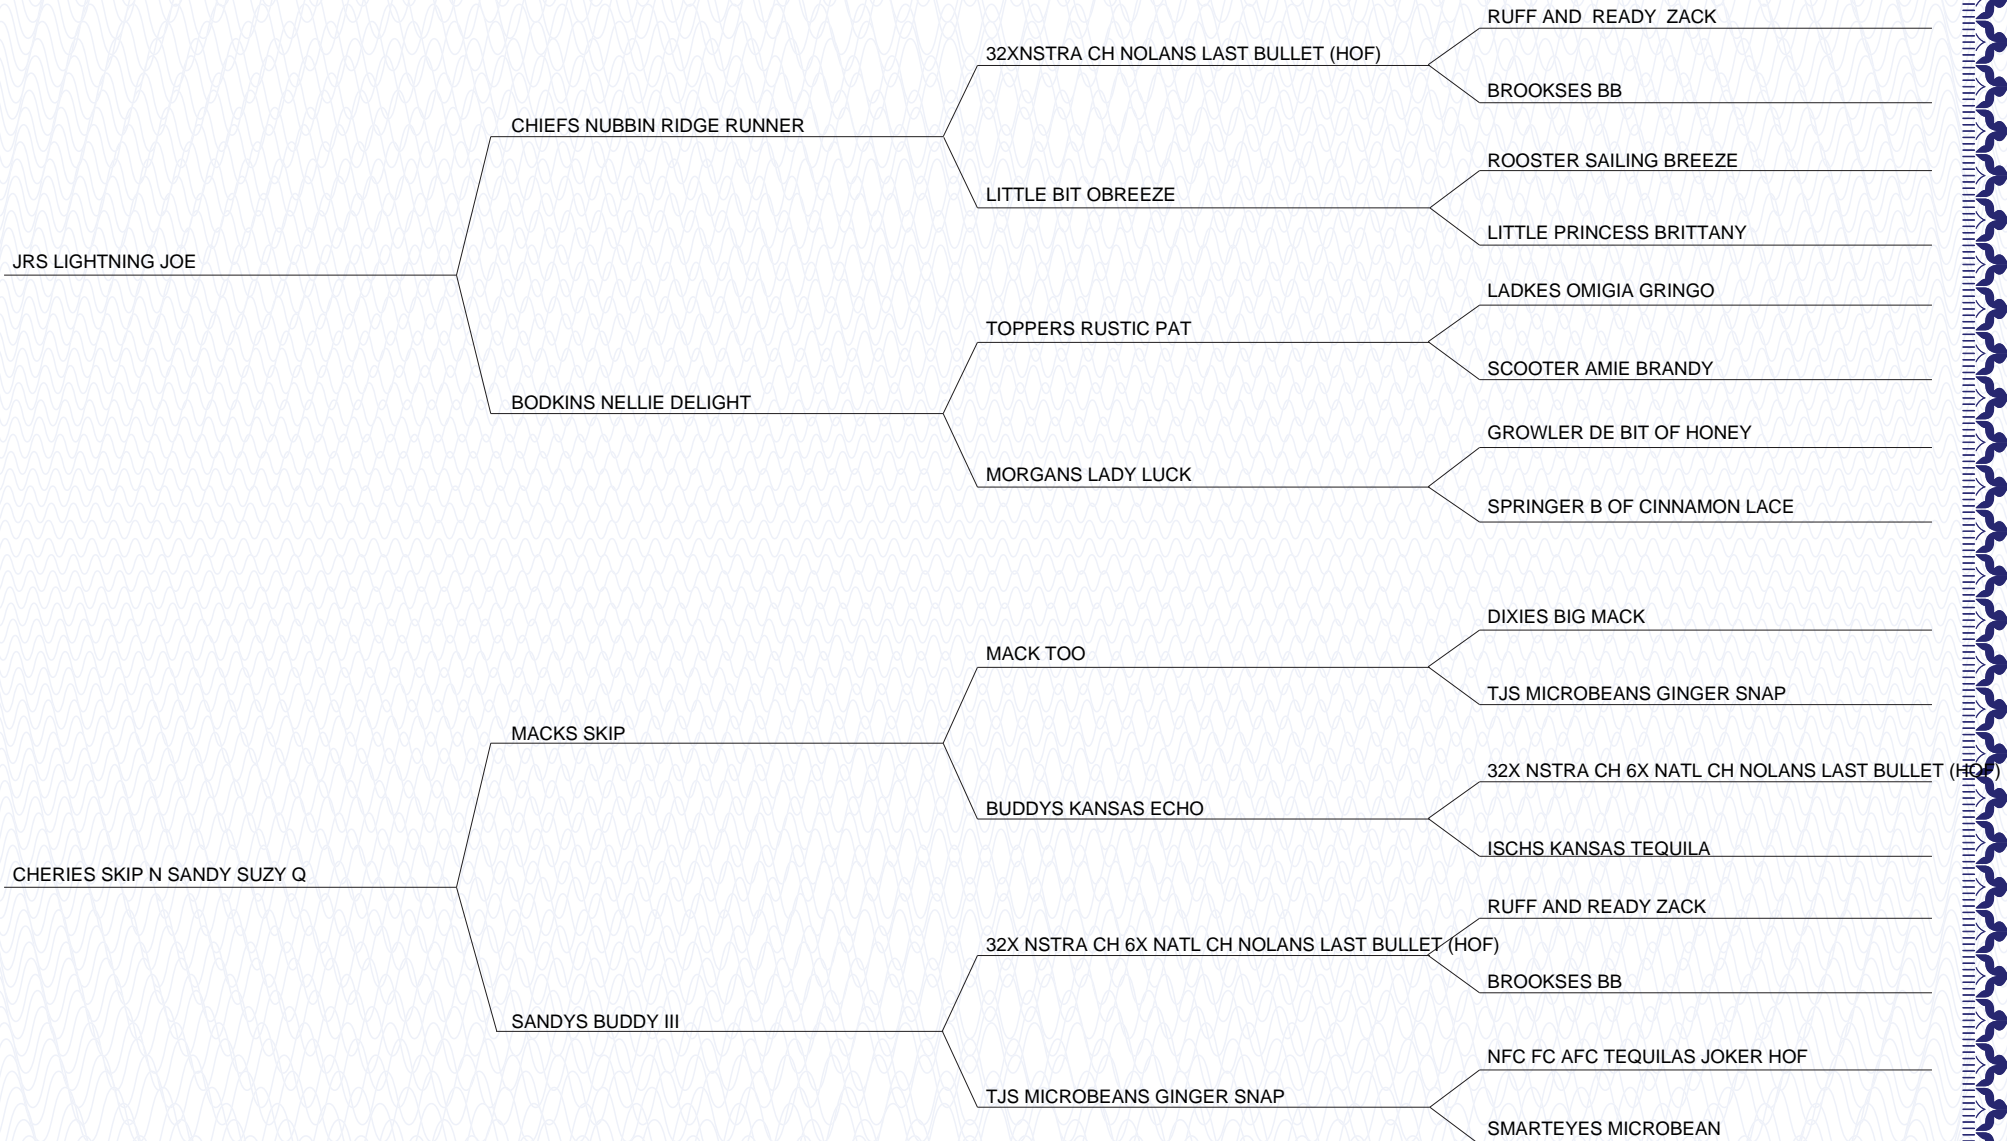 RUFF AND  READY  ZACK
32XNSTRA CH NOLANS LAST BULLET (HOF)
BROOKSES BB
CHIEFS NUBBIN RIDGE RUNNER
ROOSTER SAILING BREEZE
LITTLE BIT OBREEZE
LITTLE PRINCESS BRITTANY
JRS LIGHTNING JOE
LADKES OMIGIA GRINGO
TOPPERS RUSTIC PAT
SCOOTER AMIE BRANDY
BODKINS NELLIE DELIGHT
GROWLER DE BIT OF HONEY
MORGANS LADY LUCK
SPRINGER B OF CINNAMON LACE
DIXIES BIG MACK
MACK TOO
TJS MICROBEANS GINGER SNAP
MACKS SKIP
32X NSTRA CH 6X NATL CH NOLANS LAST BULLET (HOF)
BUDDYS KANSAS ECHO
ISCHS KANSAS TEQUILA
CHERIES SKIP N SANDY SUZY Q
RUFF AND READY ZACK
32X NSTRA CH 6X NATL CH NOLANS LAST BULLET (HOF)
BROOKSES BB
SANDYS BUDDY III
NFC FC AFC TEQUILAS JOKER HOF
TJS MICROBEANS GINGER SNAP
SMARTEYES MICROBEAN